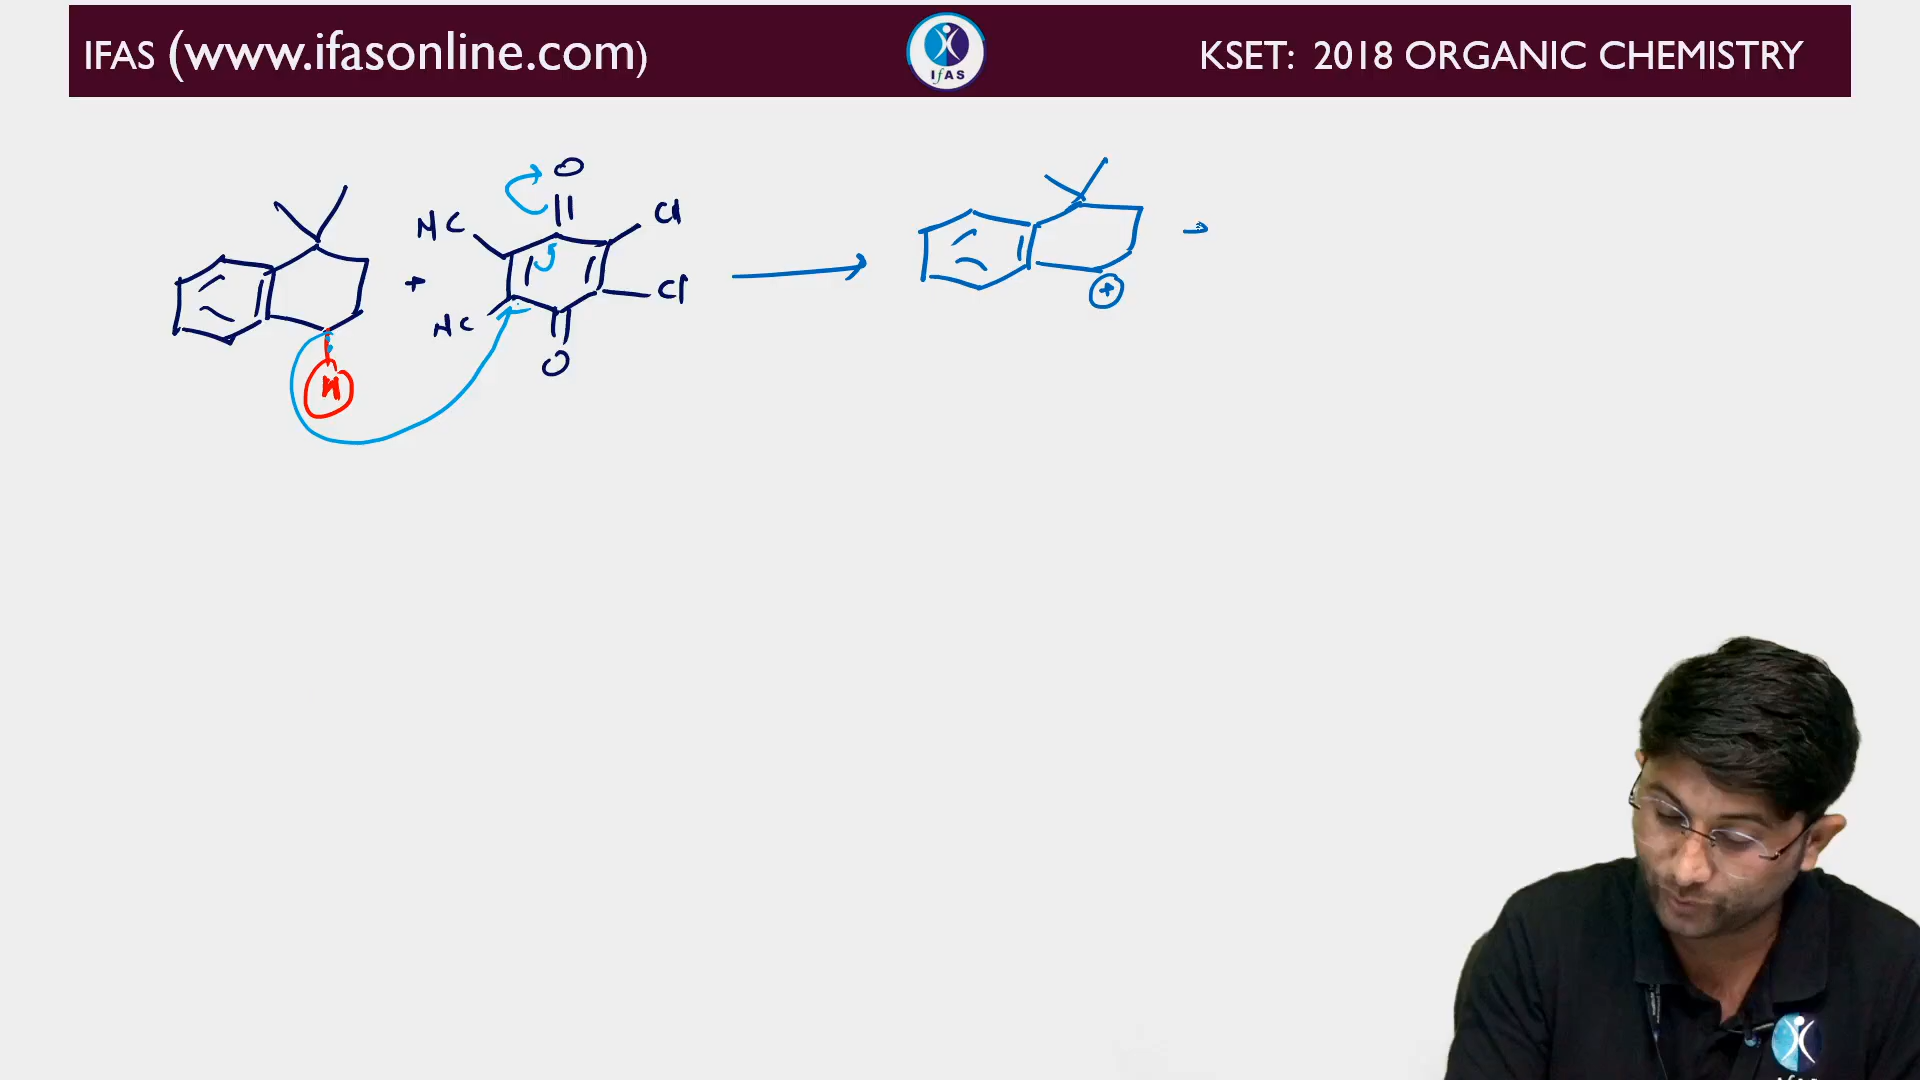 IFAS (www.ifasonline.com)
IfAS
KSET: 2018 ORGANIC CHEMISTRY
O
NC
Cl
+
Cl
NC
O
H
+